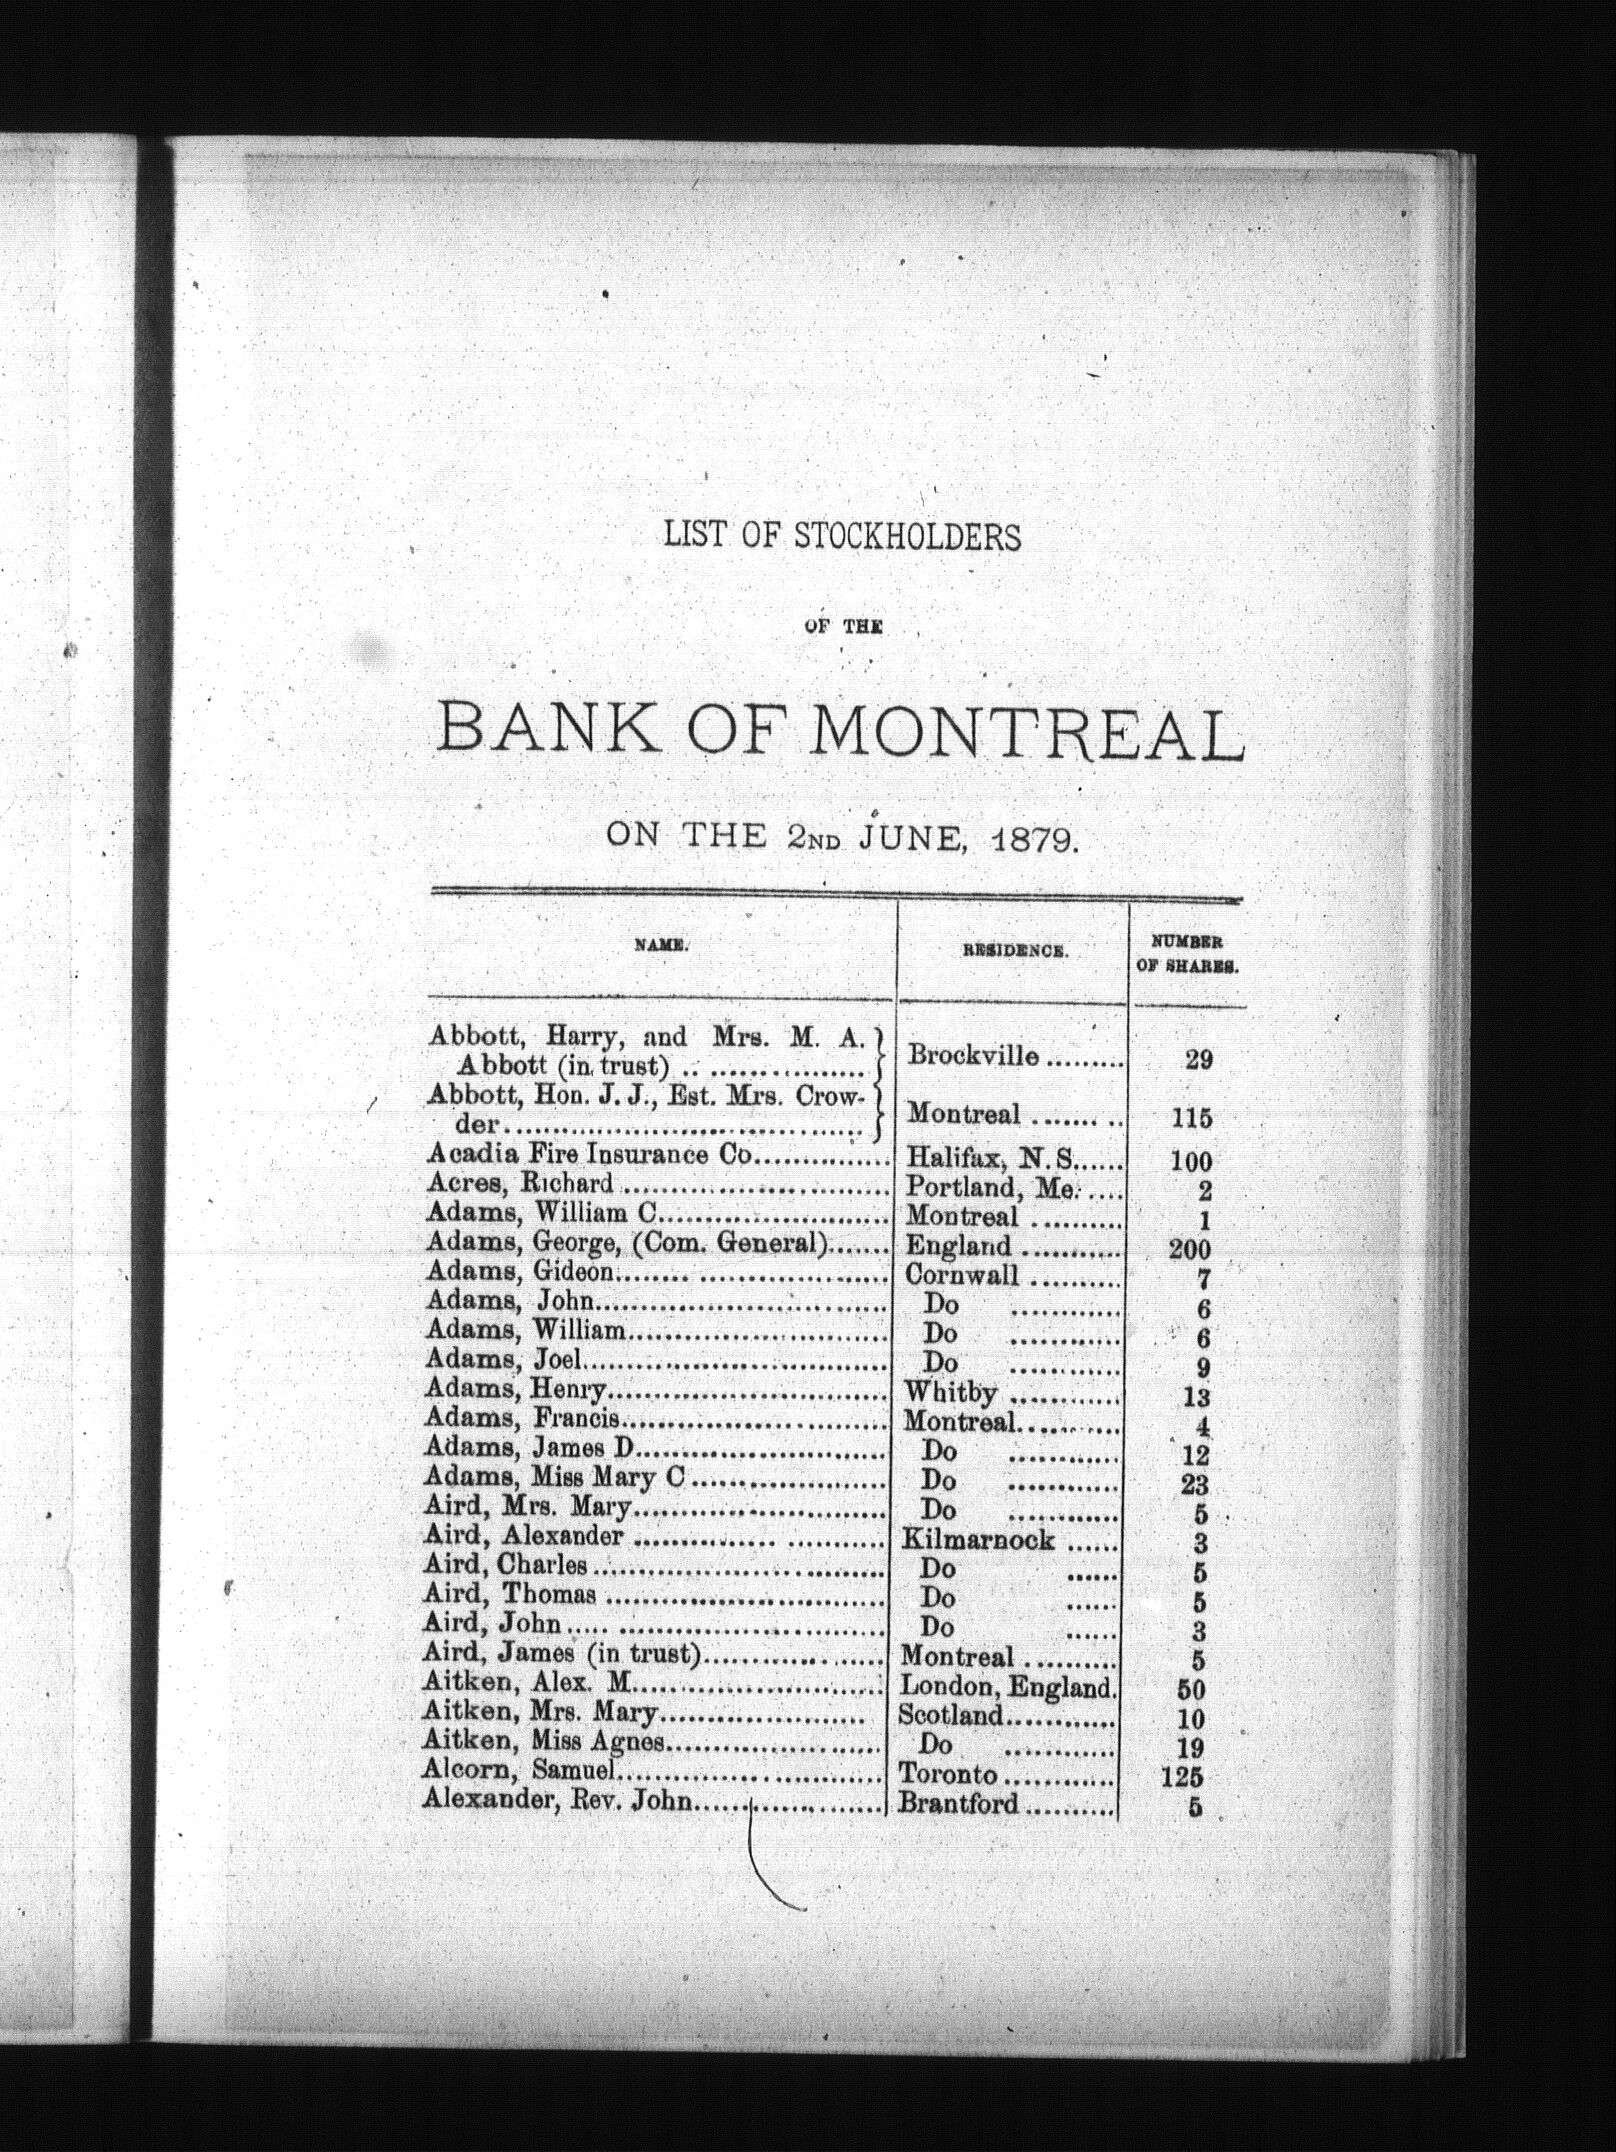 LIST OF STOCKHOLDERS
OF THE
BANK OF MONTREAL
ON THE 2ND JUNE, 1879.
NAME. RESIDENCE. NUMBER
OF SHARES.
Abbott, Harry, and Mrs. M. A.
Abbott (in trust) .................. Brockville ......... 29
Abbott, Hon. J. J., Est. Mrs. Crow-
der..................................... Montreal ......... 115
Acadia Fire Insurance Co.............. Halifax, N. S...... 100
Acres, Richard ............................ Portland, Me. .... 2
Adams, William C........................ Montreal .......... 1
Adams, George, (Com. General)....... England ........... 200
Adams, Gideon............................ Cornwall .......... 7
Adams, John.............................. Do ............ 6
Adams, William........................... Do ............ 6
Adams, Joel................................ Do ............ 9
Adams, Henry............................. Whitby ............ 13
Adams, Francis............................ Montreal........... 4
Adams, James D.......................... Do ............ 12
Adams, Miss Mary C .................... Do ............ 23
Aird, Mrs. Mary.......................... Do ............ 5
Aird, Alexander .......................... Kilmarnock ...... 3
Aird, Charles .............................. Do ...... 5
Aird, Thomas ............................. Do ...... 5
Aird, John ................................. Do ...... 3
Aird, James (in trust)................... Montreal .......... 5
Aitken, Alex. M.......................... London, England. 50
Aitken, Mrs. Mary...................... Scotland............ 10
Aitken, Miss Agnes...................... Do ............ 19
Alcorn, Samuel............................ Toronto ............ 125
Alexander, Rev. John.................... Brantford .......... 5